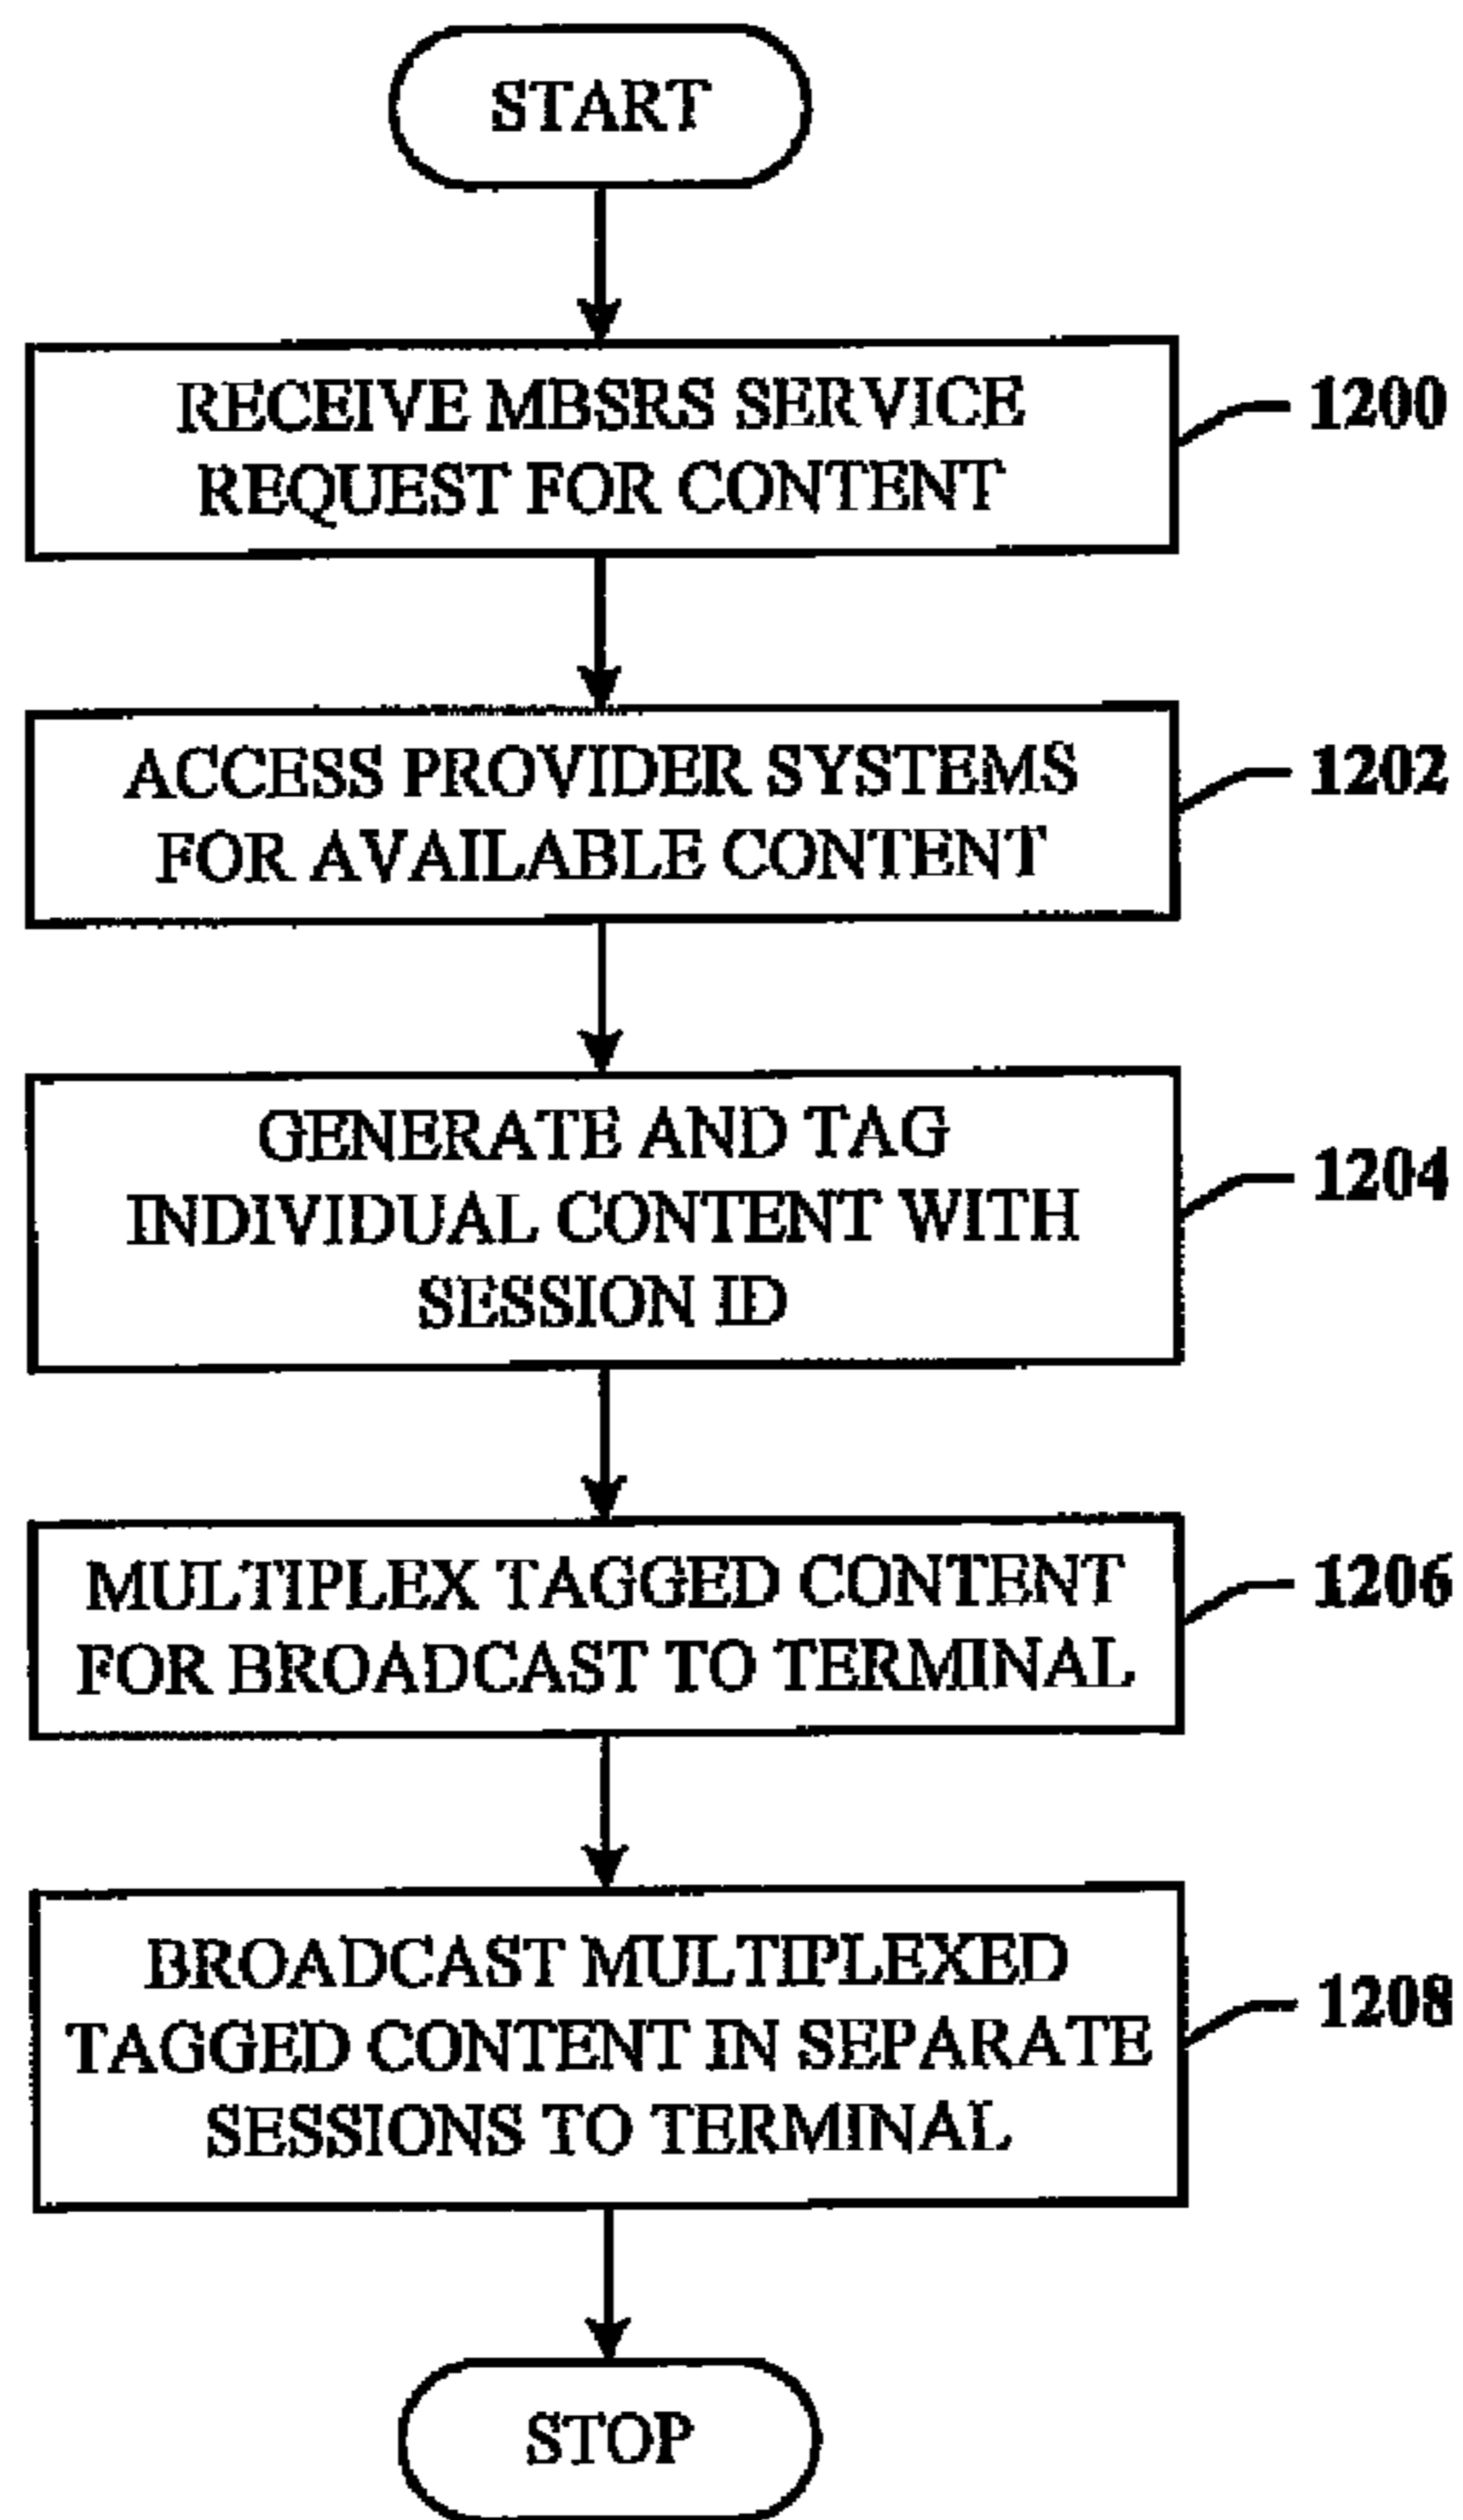 START
RECEIVE MBSRS SERVICE
REQUEST FOR CONTENT
1200
ACCESS PROVIDER SYSTEMS
FOR AVAILABLE CONTENT
1202
GENERATE AND TAG
INDIVIDUAL CONTENT WITH
SESSION ID
1204
MULTIPLEX TAGGED CONTENT
FOR BROADCAST TO TERMINAL
1206
BROADCAST MULTIPLEXED
TAGGED CONTENT IN SEPARATE
SESSIONS TO TERMINAL
1208
STOP